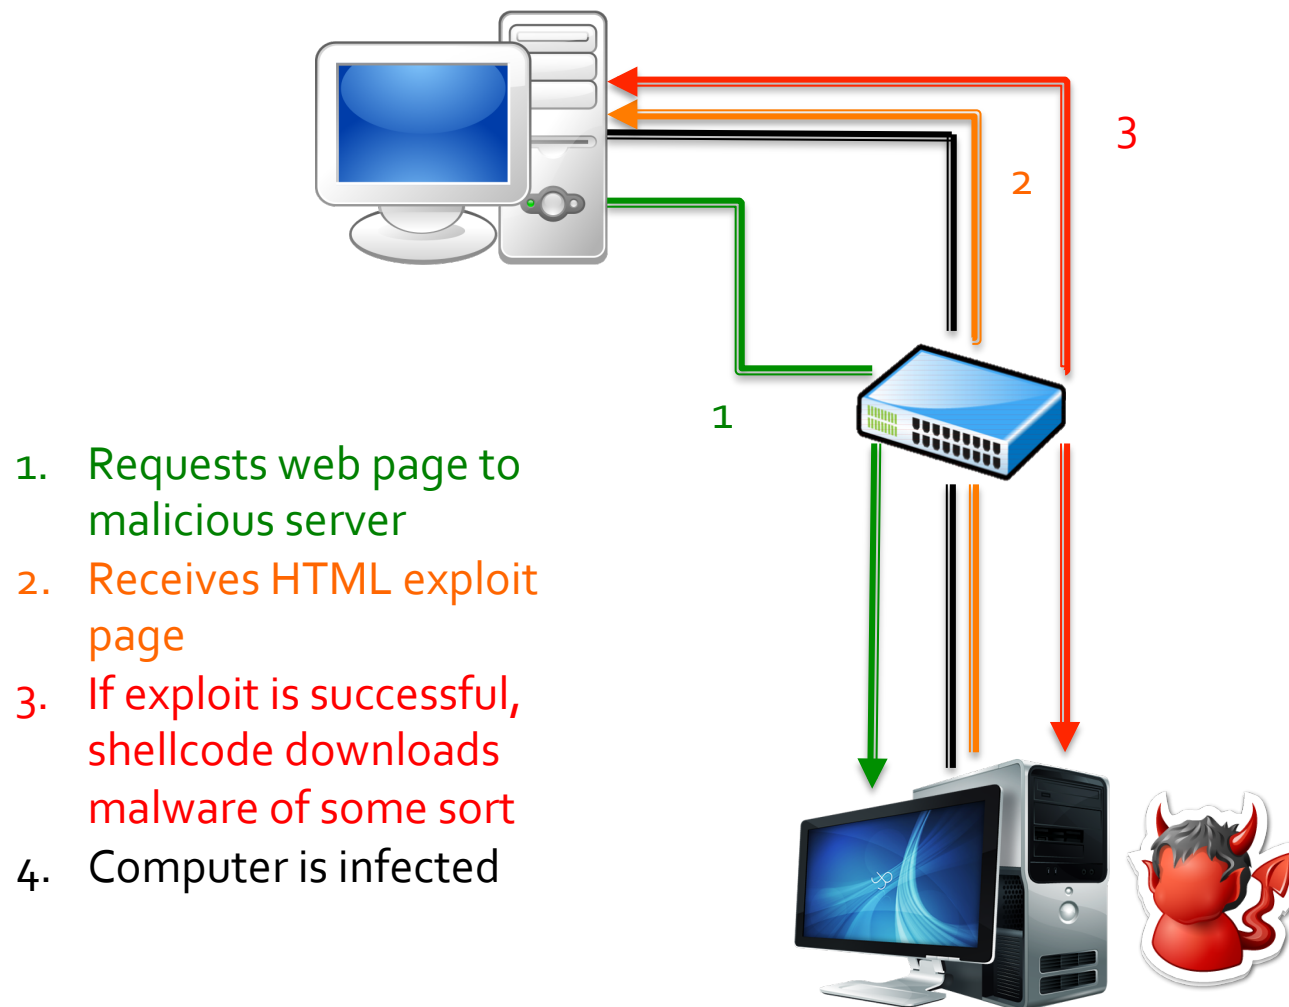 3
2
1
1. Requests web page to
malicious server
2. Receives HTML exploit
page
3. If exploit is successful,
shellcode downloads
malware of some sort
4. Computer is infected